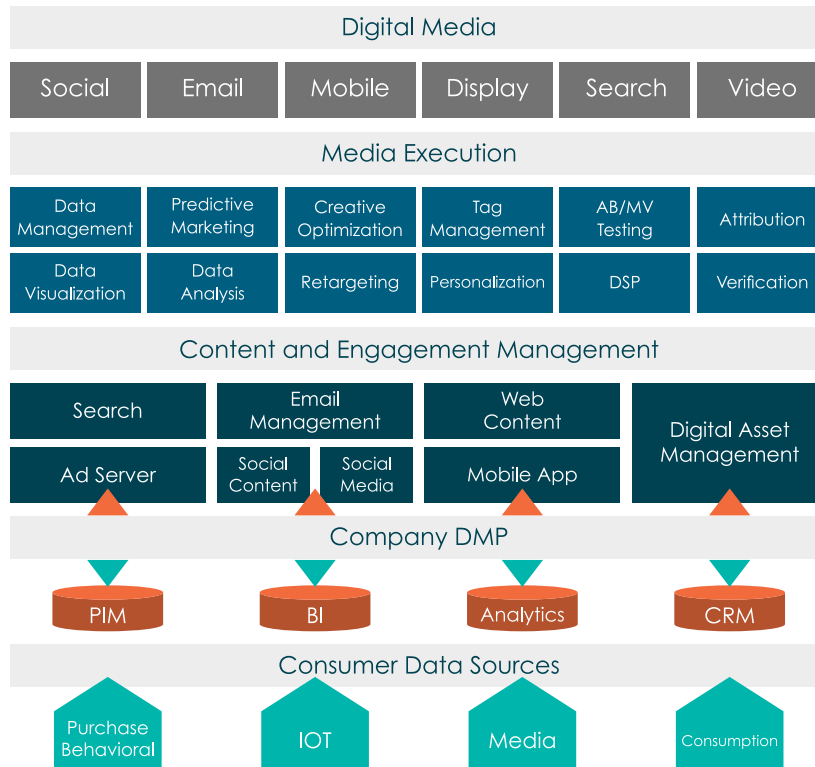 Digital Media
Social
Email
Mobile
Display
Search
Video
Media Execution
Data
Management
Predictive
Marketing
Creative
Optimization
Tag
Management
AB/MV
Testing
Attribution
Data
Visualization
Data
Analysis
Retargeting
Personalization
DSP
Verification
Content and Engagement Management
Search
Email
Management
Web
Content
Digital Asset
Management
Ad Server
Social
Content
Social
Media
Mobile App
Company DMP
PIM
BI
Analytics
CRM
Consumer Data Sources
Purchase
Behavioral
IOT
Media
Consumption